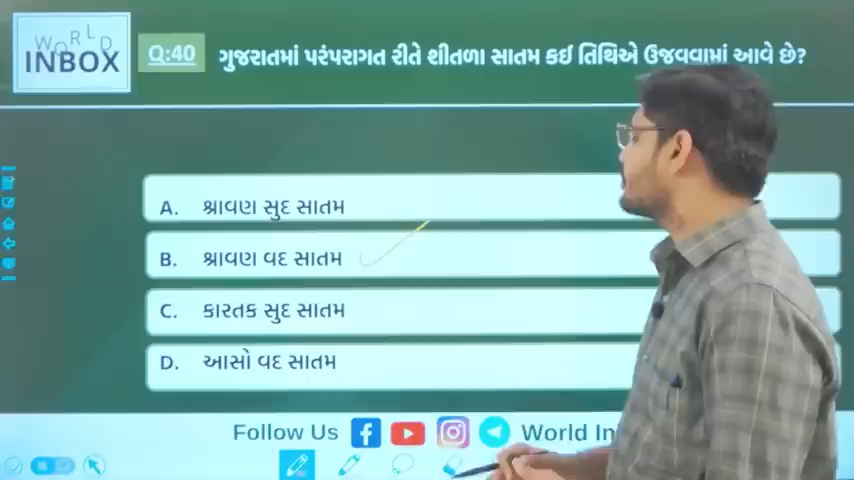 WORLD
INBOX
Q:40 ગુજરાતમાં પરંપરાગત રીતે શીતળા સાતમ કઈ તિથિએ ઉજવવામાં આવે છે?
A. શ્રાવણ સુદ સાતમ
B. શ્રાવણ વદ સાતમ
C. કારતક સુદ સાતમ
D. આસો વદ સાતમ
Follow Us World In